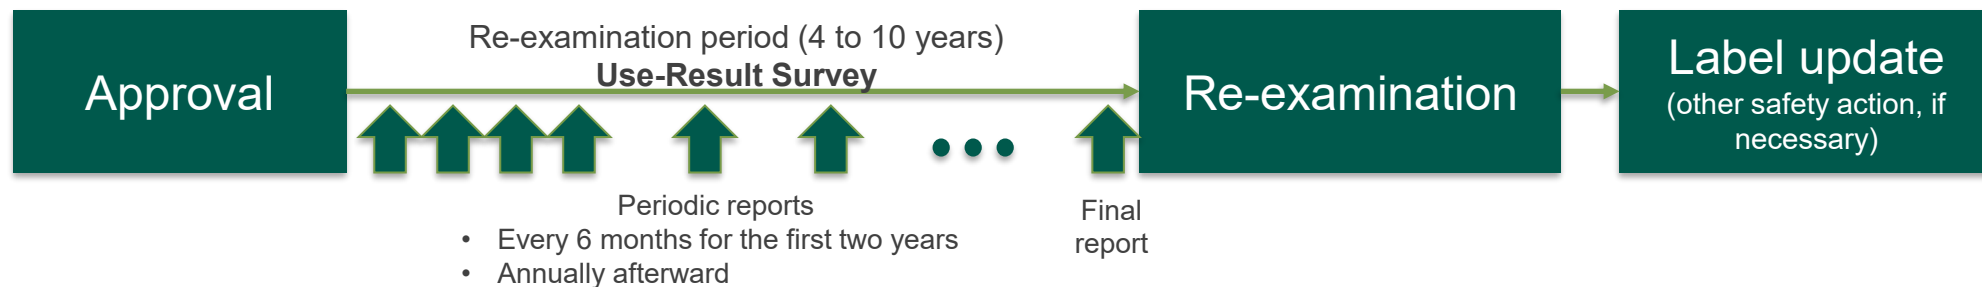 Approval
Re-examination period (4 to 10 years)
Use-Result Survey
Periodic reports
• Every 6 months for the first two years
• Annually afterward
Final
report
Re-examination
Label update
(other safety action, if
necessary)